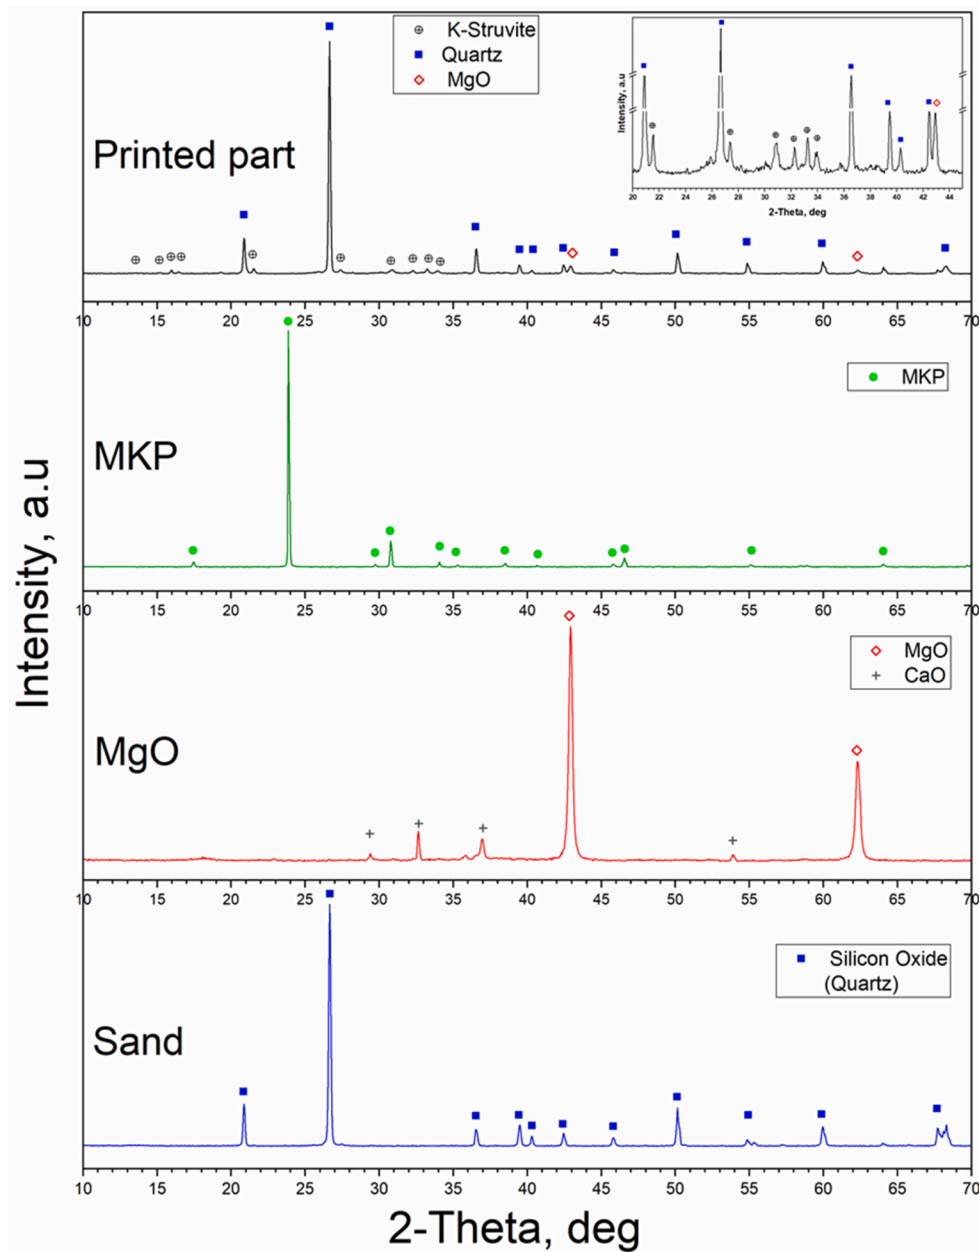 K-Struvite
Quartz
MgO
Printed part
Intensity, a.u
20 22 24 26 28 30 32 34 36 38 40 42 44
2-Theta, deg
10 15 20 25 30 35 40 45 50 55 60 65 70
MKP
MKP
10 15 20 25 30 35 40 45 50 55 60 65 70
MgO
CaO
MgO
10 15 20 25 30 35 40 45 50 55 60 65 70
Silicon Oxide
(Quartz)
Sand
10 15 20 25 30 35 40 45 50 55 60 65 70
Intensity, a.u
2-Theta, deg